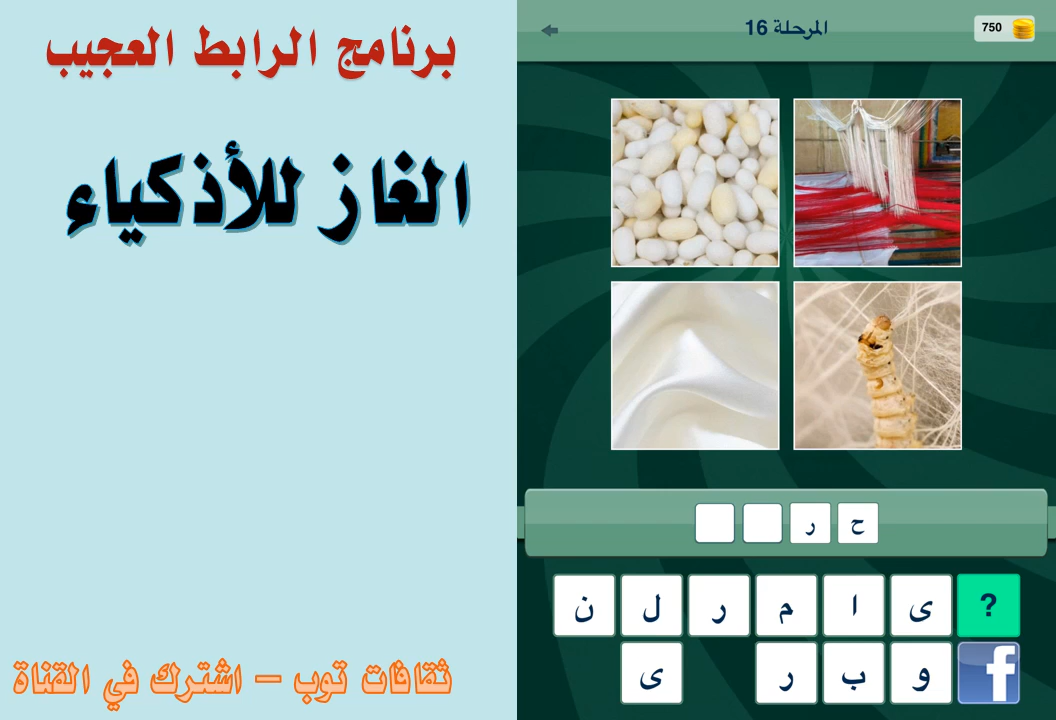 برنامج الرابط العجيب
الغاز للأذكياء
ثقافات توب – اشترك في القناة
المرحلة 16
750
ح ر
? ى ا م ر ل ن
f و ب ر ى